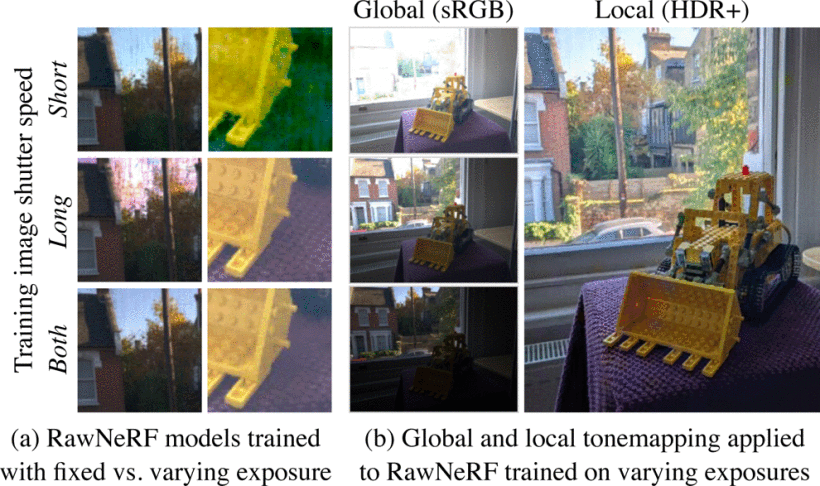 Global (sRGB)
Local (HDR+)
Training image shutter speed
Short
Long
Both
(a) RawNeRF models trained
with fixed vs. varying exposure
(b) Global and local tonemapping applied
to RawNeRF trained on varying exposures